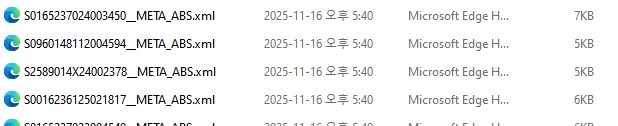 S0165237024003450__META_ABS.xml 2025-11-16 오후 5:40 Microsoft Edge H... 7KB
S0960148112004594__META_ABS.xml 2025-11-16 오후 5:40 Microsoft Edge H... 5KB
S2589014X24002378__META_ABS.xml 2025-11-16 오후 5:40 Microsoft Edge H... 5KB
S0016236125021817__META_ABS.xml 2025-11-16 오후 5:40 Microsoft Edge H... 6KB